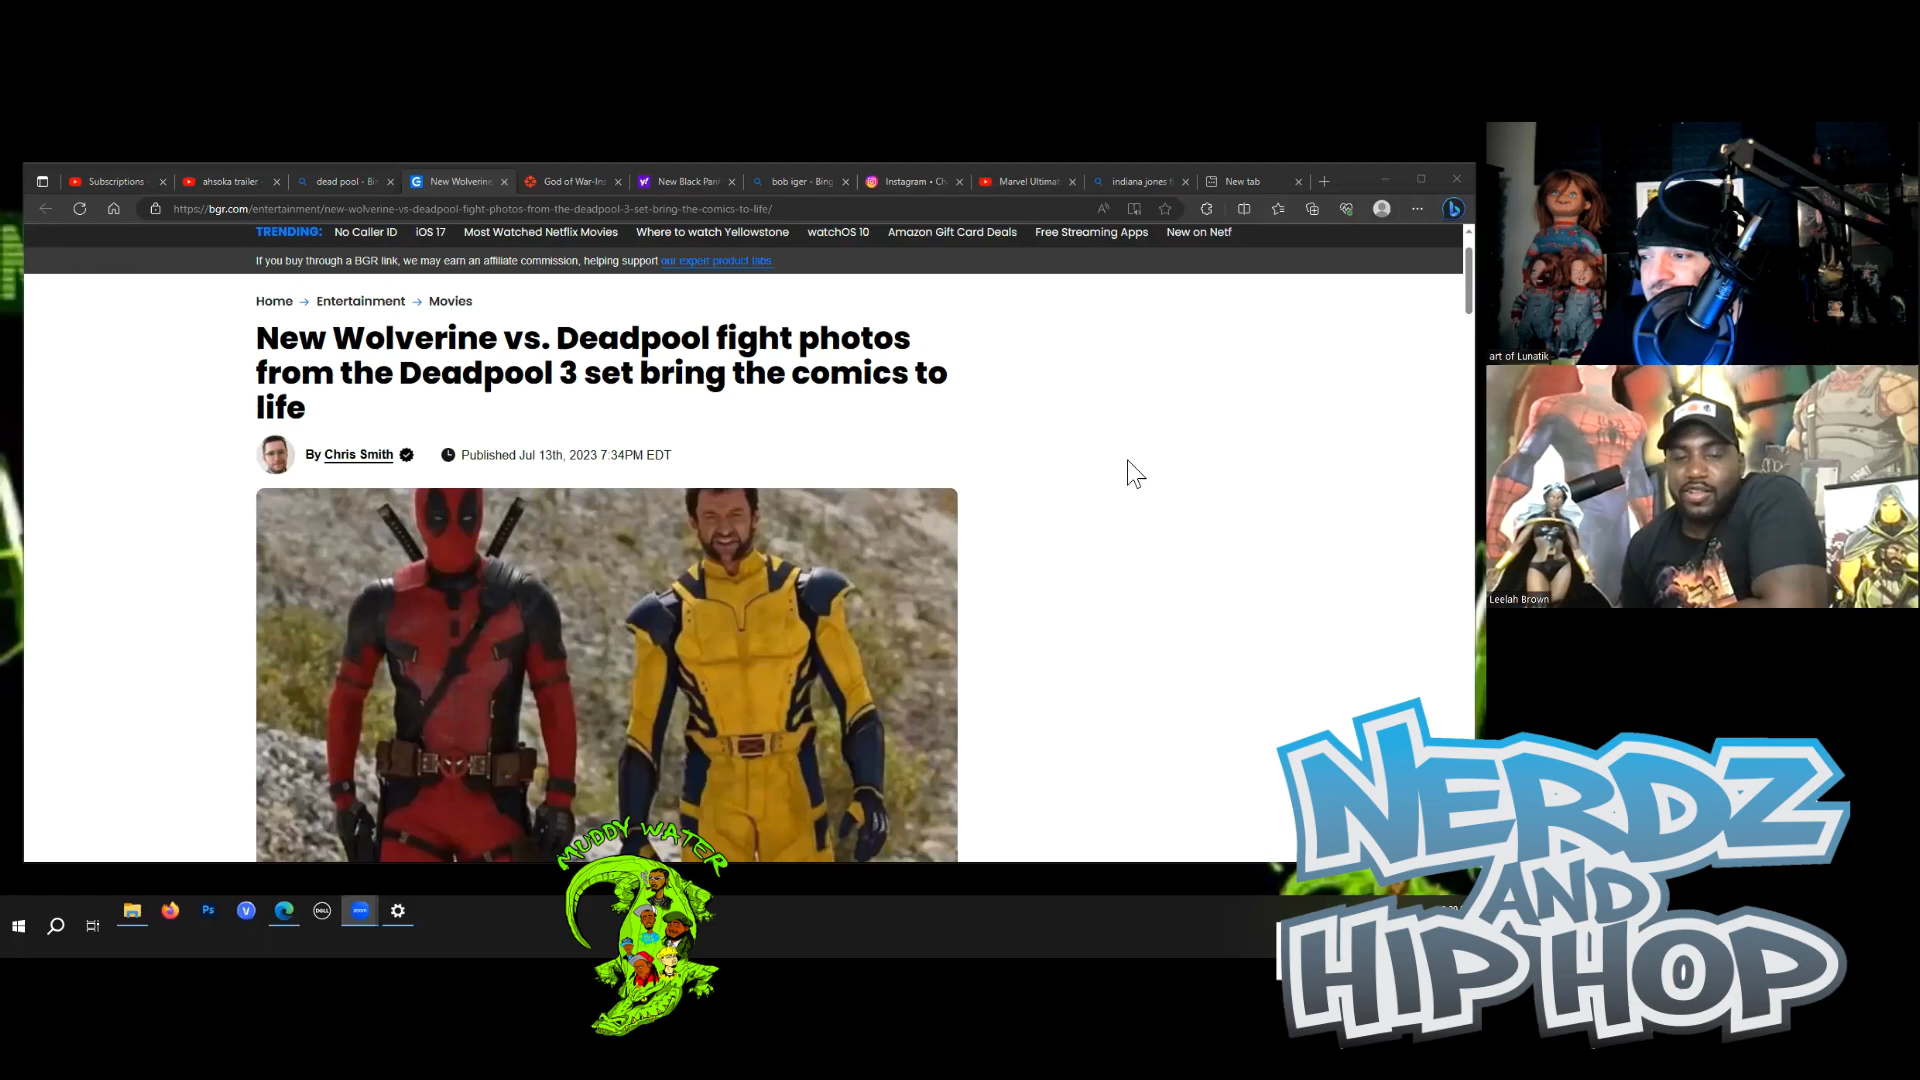 Subscriptions
ahsoka trailer
dead pool - Bi
New Wolverine
God of War-Ins
New Black Pant
bob iger - Bing
Instagram • Ch
Marvel Ultimat
indiana jones f
New tab
https://bgr.com/entertainment/new-wolverine-vs-deadpool-fight-photos-from-the-deadpool-3-set-bring-the-comics-to-life/
TRENDING: No Caller ID iOS 17 Most Watched Netflix Movies Where to watch Yellowstone watchOS 10 Amazon Gift Card Deals Free Streaming Apps New on Netf
If you buy through a BGR link, we may earn an affiliate commission, helping support our expert product labs.
Home → Entertainment → Movies
New Wolverine vs. Deadpool fight photos
from the Deadpool 3 set bring the comics to
life
By Chris Smith
Published Jul 13th, 2023 7:34PM EDT
art of Lunatik
Leelah Brown
MUDDY WATER
NERDZ
AND
HIP HOP
Ps
V
DELL
zoom